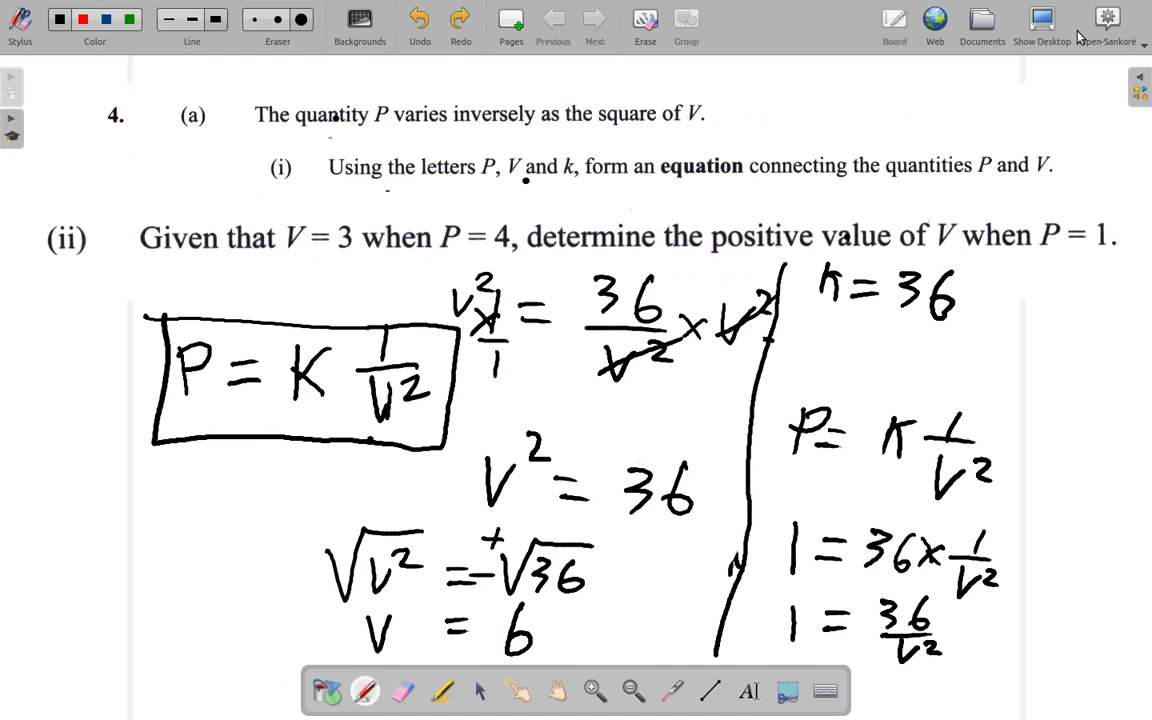 Stylus Color Line Eraser Backgrounds Undo Redo Pages Previous Next Erase Group Board Web Documents Show Desktop Open-Sankoré
4. (a) The quantity P varies inversely as the square of V.
(i) Using the letters P, V and k, form an equation connecting the quantities P and V.
(ii) Given that V = 3 when P = 4, determine the positive value of V when P = 1.
V² × 1/1 = 36/V² × V²
P = K 1/V²
V² = 36
√V² = ±√36
V = 6
K = 36
P = K 1/V²
1 = 36 × 1/V²
1 = 36/V²